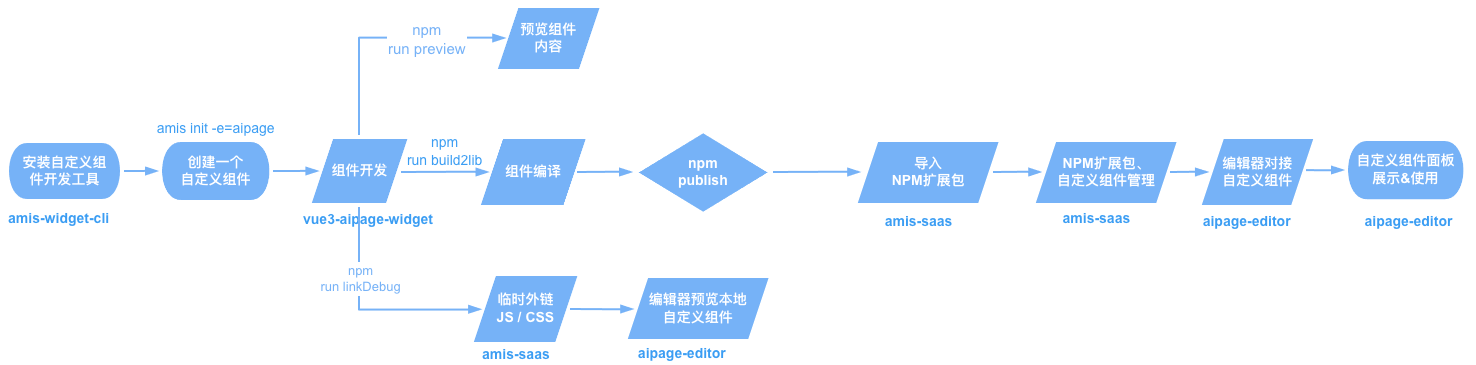 npm
run preview
预览组件
内容
amis init -e=aipage
安装自定义组
件开发工具
amis-widget-cli
创建一个
自定义组件
组件开发
vue3-aipage-widget
npm
run build2lib
组件编译
npm
publish
导入
NPM扩展包
amis-saas
NPM扩展包、
自定义组件管理
amis-saas
编辑器对接
自定义组件
aipage-editor
自定义组件面板
展示&使用
aipage-editor
npm
run linkDebug
临时外链
JS / CSS
amis-saas
编辑器预览本地
自定义组件
aipage-editor